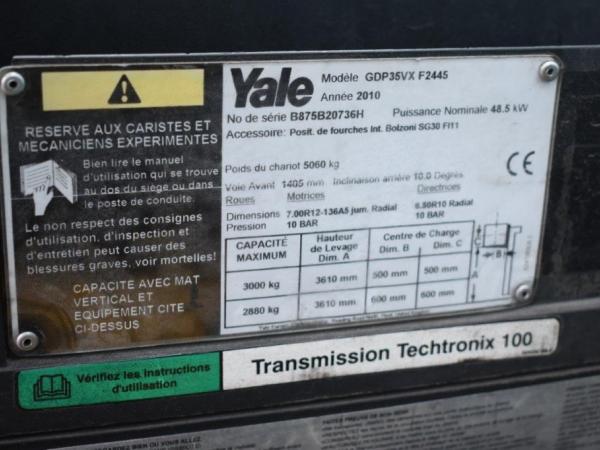 RESERVE AUX CARISTES ET
MECANICIENS EXPERIMENTES
Bien lire le manuel
d'utilisation qui se trouve
au dos du siège ou dans
le poste de conduite.
Le non respect des consignes
d'utilisation, d'inspection et
d'entretien peut causer des
blessures graves, voir mortelles!
CAPACITE AVEC MAT
VERTICAL ET
EQUIPEMENT CITE
CI-DESSUS
Yale
Modèle GDP35VX F2445
Année 2010
No de série B875B20736H Puissance Nominale 48.5 kW
Accessoire: Posit. de fourches Int. Bolzoni SG30 FI11
Poids du chariot 5060 kg
CE
Voie Avant 1405 mm Inclinaison arrière 10.0 Degrés
Roues Motrices Directrices
Dimensions 7.00R12-136A5 jum. Radial 6.50R10 Radial
Pression 10 BAR 10 BAR
CAPACITÉ MAXIMUM Hauteur de Levage Dim. A Centre de Charge Dim. B Dim. C
3000 kg 3610 mm 500 mm 500 mm
2880 kg 3610 mm 600 mm 600 mm
C
B
A
Vérifiez les instructions
d'utilisation
Transmission Techtronix 100